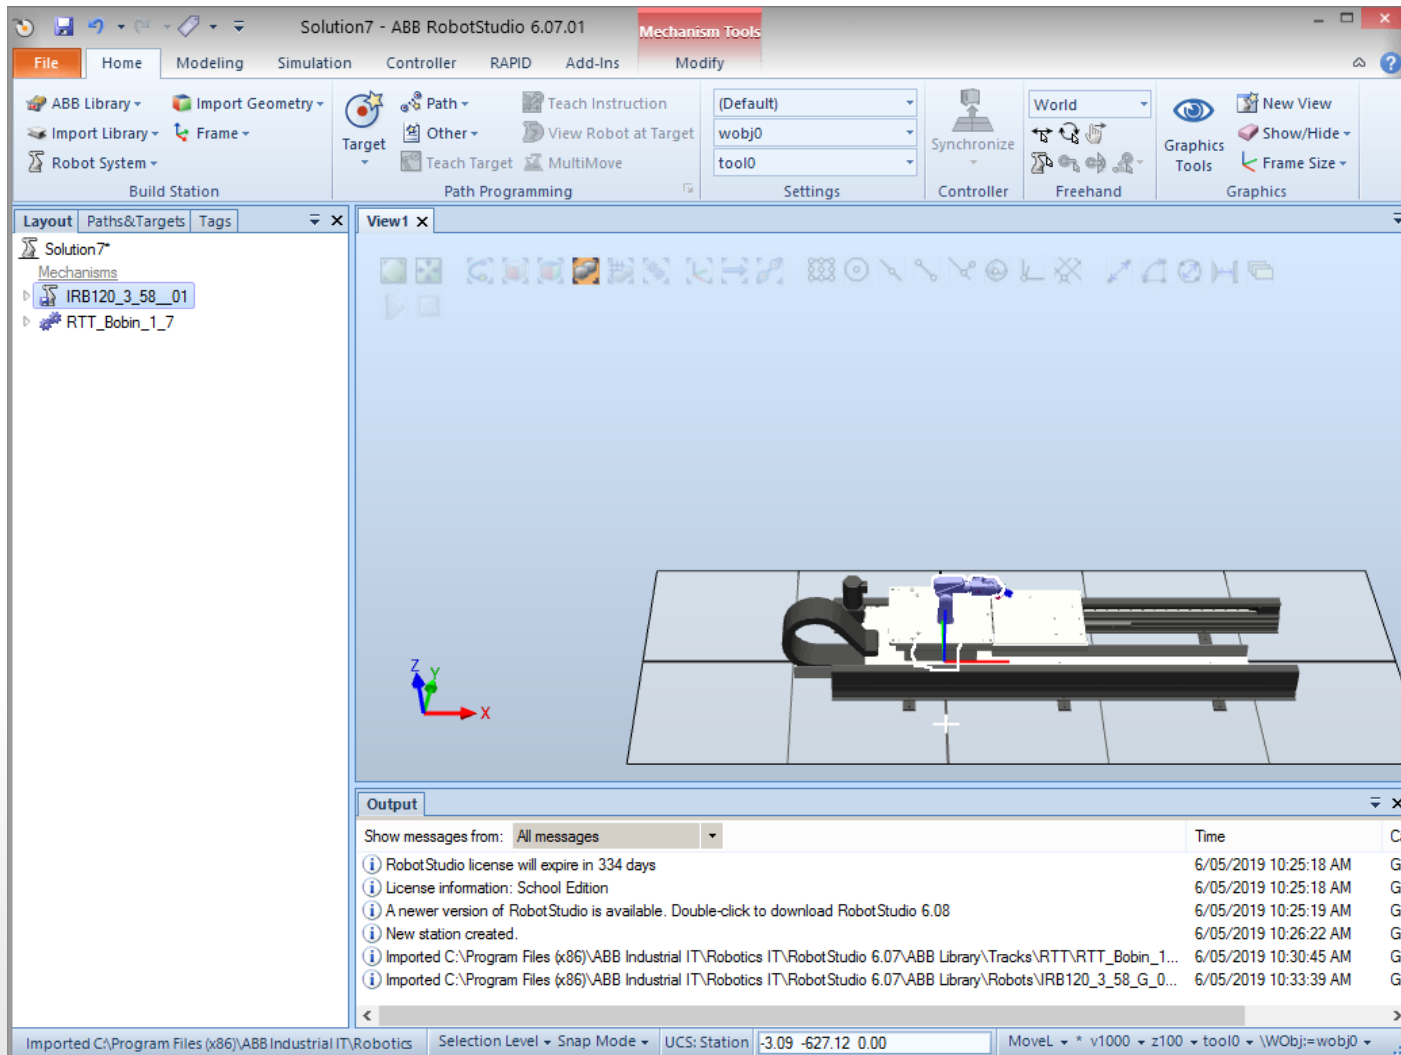 Solution7 - ABB RobotStudio 6.07.01
Mechanism Tools
File Home Modeling Simulation Controller RAPID Add-Ins Modify
ABB Library Import Geometry
Import Library Frame
Robot System
Build Station
Target
Path Teach Instruction
Other View Robot at Target
Teach Target MultiMove
Path Programming
(Default)
wobj0
tool0
Settings
Synchronize
Controller
World
Freehand
Graphics
Tools
New View
Show/Hide
Frame Size
Graphics
Layout Paths&Targets Tags
Solution7*
Mechanisms
IRB120_3_58__01
RTT_Bobin_1_7
View1
Z
Y
X
Output
Show messages from: All messages Time
RobotStudio license will expire in 334 days 6/05/2019 10:25:18 AM G
License information: School Edition 6/05/2019 10:25:18 AM G
A newer version of RobotStudio is available. Double-click to download RobotStudio 6.08 6/05/2019 10:25:19 AM G
New station created. 6/05/2019 10:26:22 AM G
Imported C:\Program Files (x86)\ABB Industrial IT\Robotics IT\RobotStudio 6.07\ABB Library\Tracks\RTT\RTT_Bobin_1... 6/05/2019 10:30:45 AM G
Imported C:\Program Files (x86)\ABB Industrial IT\Robotics IT\RobotStudio 6.07\ABB Library\Robots\IRB120_3_58_G_0... 6/05/2019 10:33:39 AM G
Imported C:\Program Files (x86)\ABB Industrial IT\Robotics Selection Level Snap Mode UCS: Station -3.09 -627.12 0.00 MoveL * v1000 z100 tool0 \WObj:=wobj0